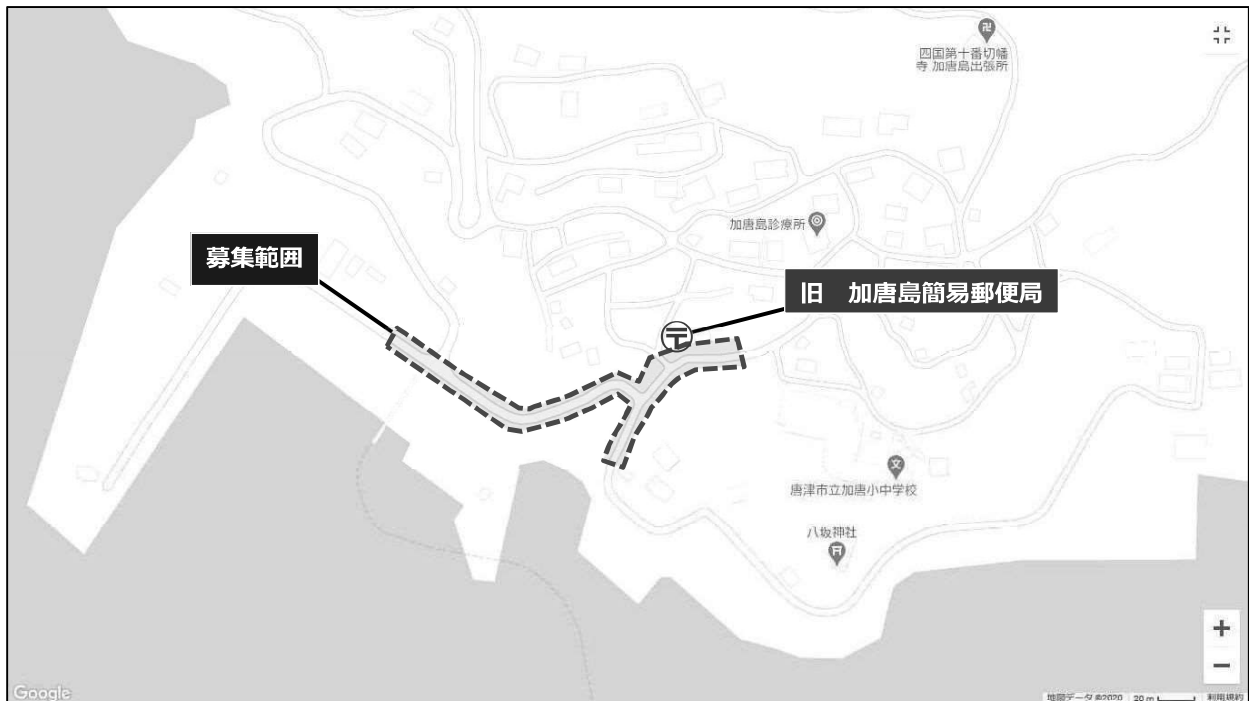 四国第十番切幡
寺 加唐島出張所
加唐島診療所
募集範囲
旧　加唐島簡易郵便局
唐津市立加唐小中学校
八坂神社
Google
地図データ ©2020
20 m
利用規約